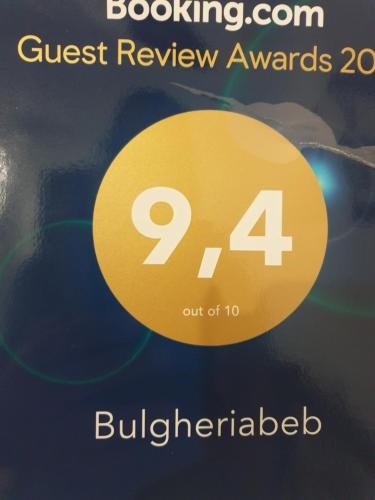 Booking.com
Guest Review Awards 20
9,4
out of 10
Bulgheriabeb